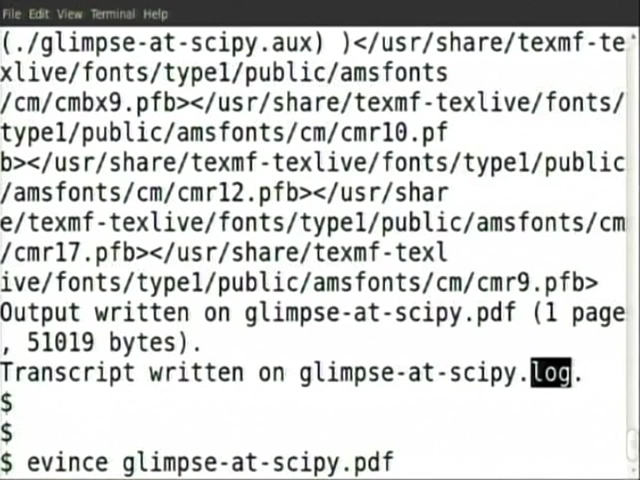 File Edit View Terminal Help
(./glimpse-at-scipy.aux) )</usr/share/texmf-te
xlive/fonts/type1/public/amsfonts
/cm/cmbx9.pfb></usr/share/texmf-texlive/fonts/
type1/public/amsfonts/cm/cmr10.pf
b></usr/share/texmf-texlive/fonts/type1/public
/amsfonts/cm/cmr12.pfb></usr/shar
e/texmf-texlive/fonts/type1/public/amsfonts/cm
/cmr17.pfb></usr/share/texmf-texl
ive/fonts/type1/public/amsfonts/cm/cmr9.pfb>
Output written on glimpse-at-scipy.pdf (1 page
, 51019 bytes).
Transcript written on glimpse-at-scipy.log.
$
$
$ evince glimpse-at-scipy.pdf